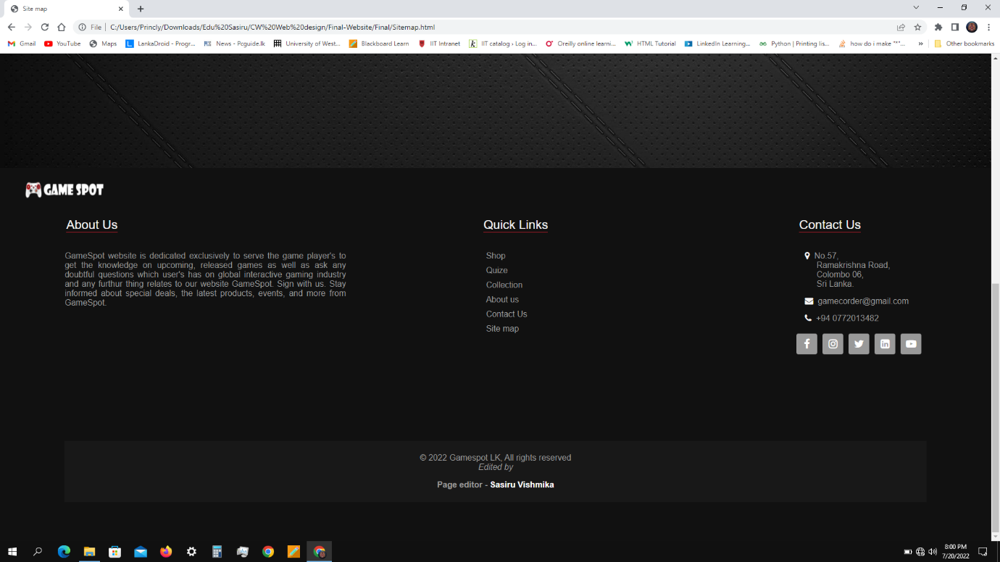 Site map
File
C:/Users/Princly/Downloads/Edu%20Sasiru/CW%20Web%20design/Final-Website/Final/Sitemap.html
Gmail
YouTube
Maps
LankaDroid - Progr...
News - Pcguide.lk
University of West...
Blackboard Learn
IIT Intranet
IIT catalog › Log in...
Oreilly online learni...
HTML Tutorial
LinkedIn Learning...
Python | Printing lis...
how do i make "*"...
»
Other bookmarks
GAME SPOT
About Us
GameSpot website is dedicated exclusively to serve the game player's to
get the knowledge on upcoming, released games as well as ask any
doubtful questions which user's has on global interactive gaming industry
and any furthur thing relates to our website GameSpot. Sign with us. Stay
informed about special deals, the latest products, events, and more from
GameSpot.
Quick Links
Shop
Quize
Collection
About us
Contact Us
Site map
Contact Us
No.57,
Ramakrishna Road,
Colombo 06,
Sri Lanka.
gamecorder@gmail.com
+94 0772013482
© 2022 Gamespot LK, All rights reserved
Edited by
Page editor - Sasiru Vishmika
8:00 PM
7/20/2022